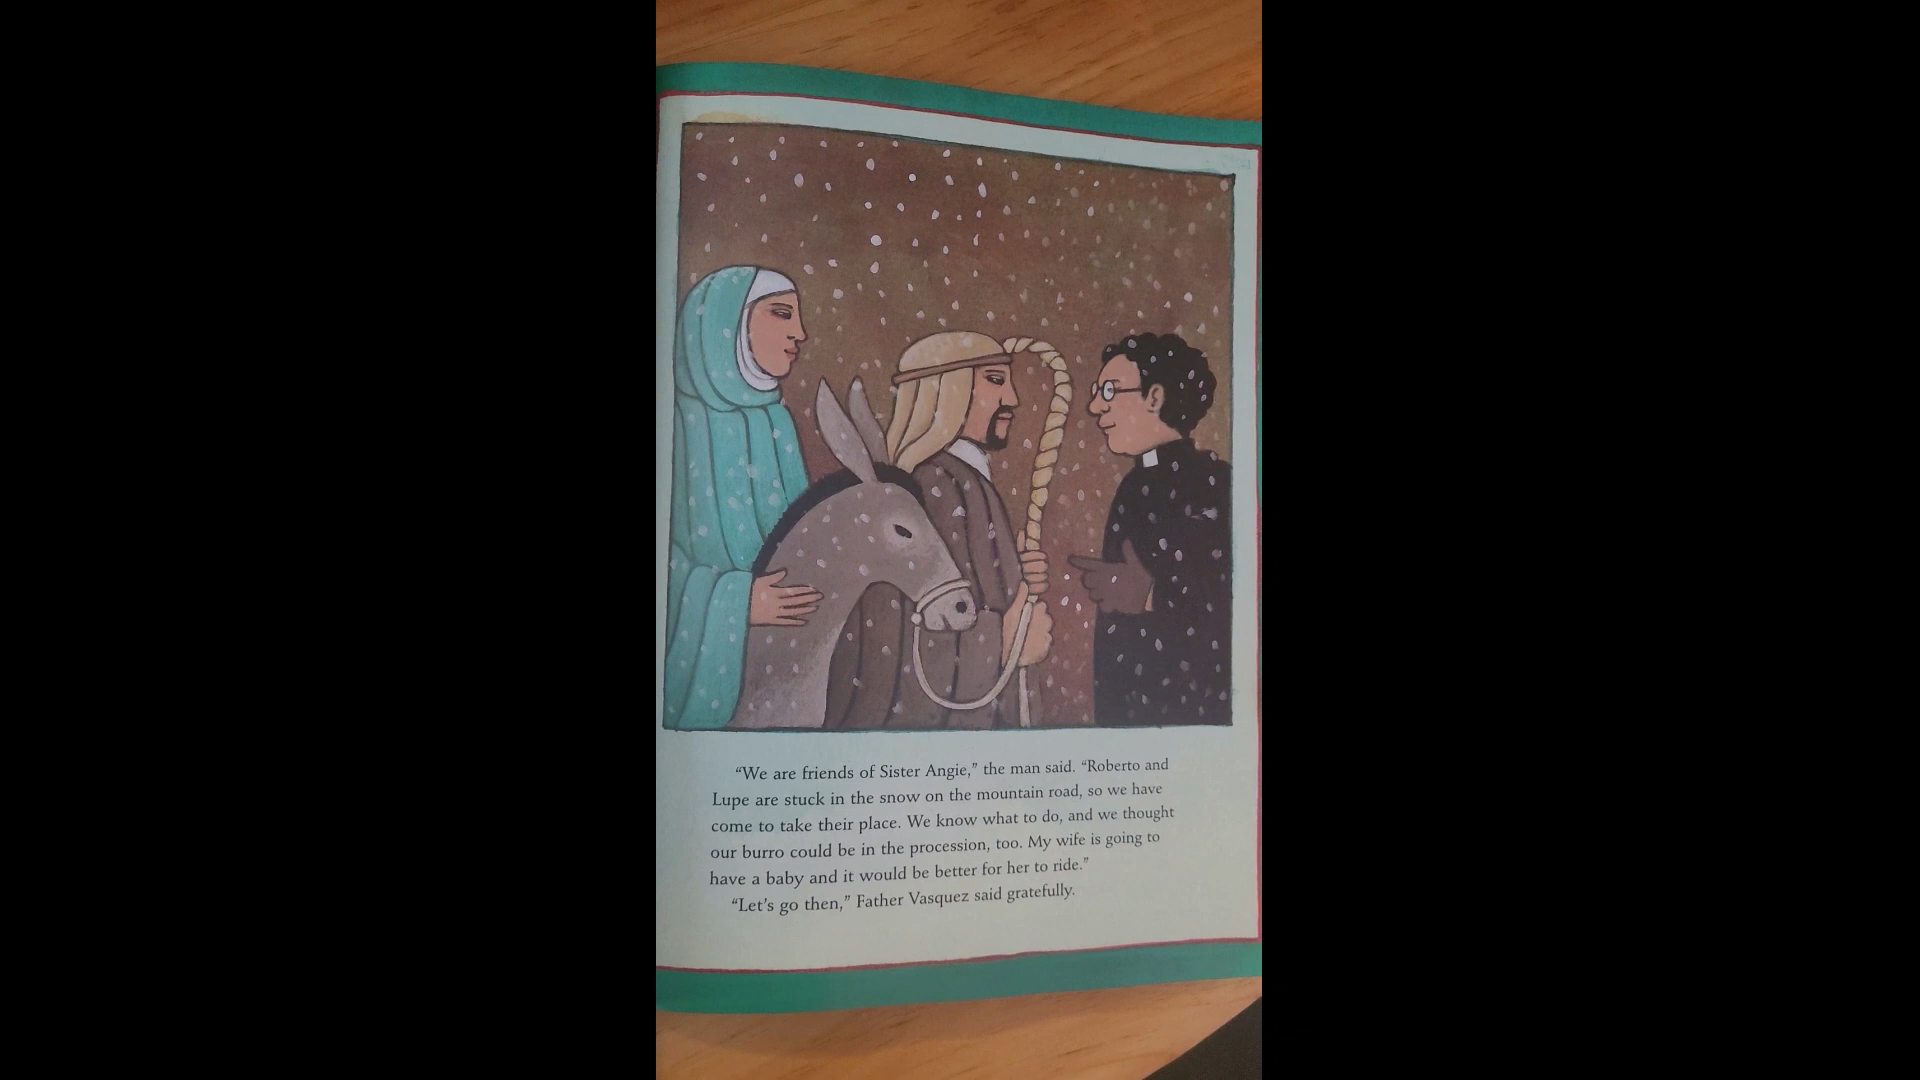 “We are friends of Sister Angie,” the man said. “Roberto and
Lupe are stuck in the snow on the mountain road, so we have
come to take their place. We know what to do, and we thought
our burro could be in the procession, too. My wife is going to
have a baby and it would be better for her to ride.”
“Let’s go then,” Father Vasquez said gratefully.